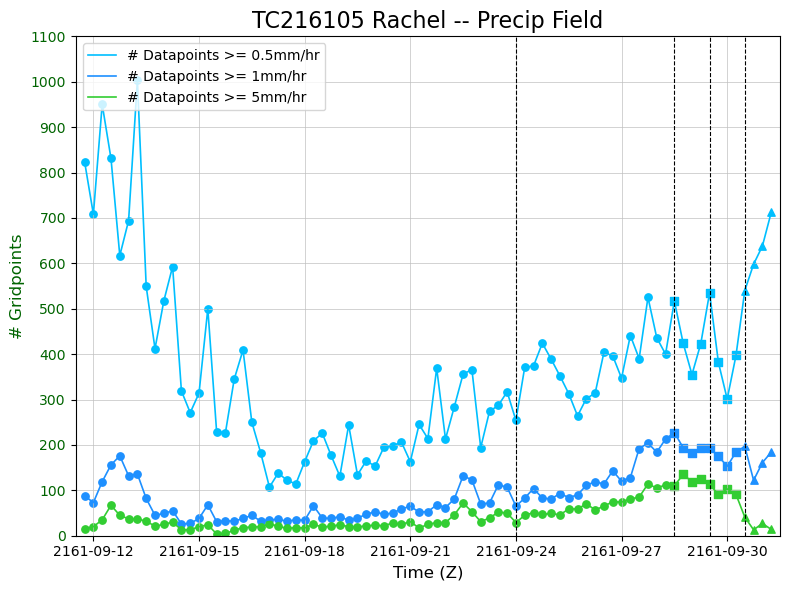 TC216105 Rachel -- Precip Field
# Datapoints >= 0.5mm/hr
# Datapoints >= 1mm/hr
# Datapoints >= 5mm/hr
# Gridpoints
1100
1000
900
800
700
600
500
400
300
200
100
0
2161-09-12 2161-09-15 2161-09-18 2161-09-21 2161-09-24 2161-09-27 2161-09-30
Time (Z)